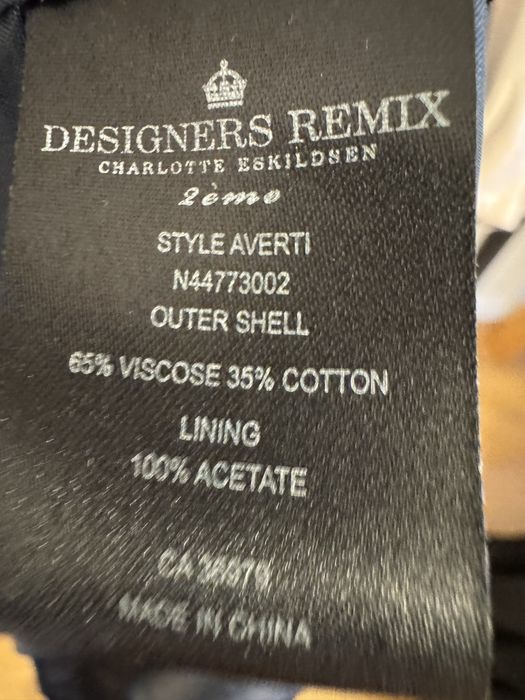 DESIGNERS REMIX
CHARLOTTE ESKILDSEN
2ème
STYLE AVERTI
N44773002
OUTER SHELL
65% VISCOSE 35% COTTON
LINING
100% ACETATE
CA
MADE IN CHINA